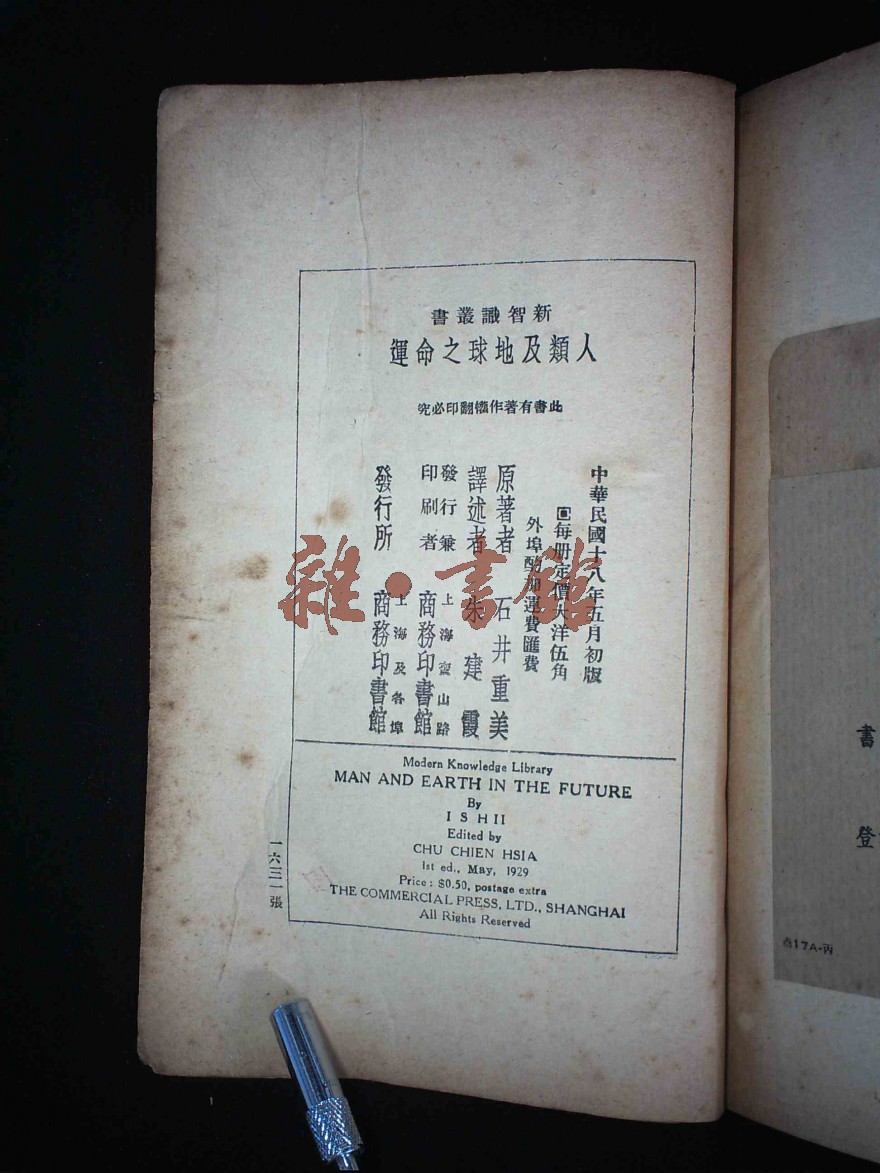 新智識叢書
人類及地球之命運
此書有著作權翻印必究
中華民國十八年五月初版
回每册定價大洋伍角
外埠酌加運費匯費
原著者 石井重美
譯述者 朱建霞
發行兼
印刷者
上海寶山路
商務印書館
發行所
上海及各埠
商務印書館
Modern Knowledge Library
MAN AND EARTH IN THE FUTURE
By
ISHII
Edited by
CHU CHIEN HSIA
1st ed., May, 1929
Price: $0.50, postage extra
THE COMMERCIAL PRESS, LTD., SHANGHAI
All Rights Reserved
一六三一張
雜·書館
書
登
17A-丙